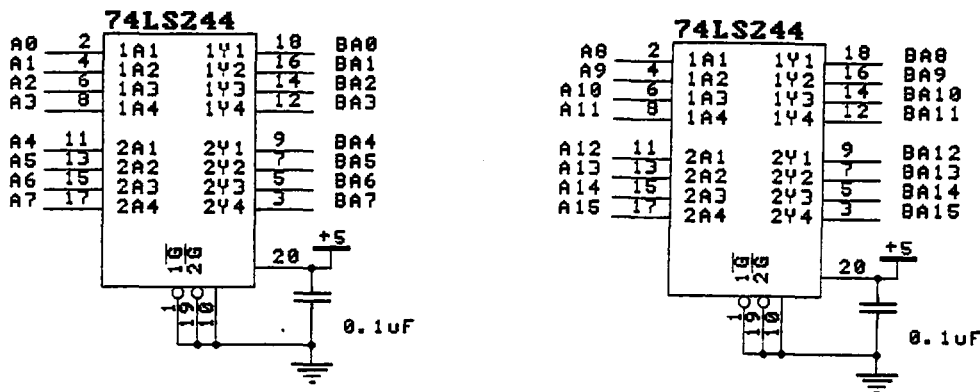 74LS244
A0 2 1A1 1Y1 18 BA0
A1 4 1A2 1Y2 16 BA1
A2 6 1A3 1Y3 14 BA2
A3 8 1A4 1Y4 12 BA3
A4 11 2A1 2Y1 9 BA4
A5 13 2A2 2Y2 7 BA5
A6 15 2A3 2Y3 5 BA6
A7 17 2A4 2Y4 3 BA7
+5
1G 2G 20
1 19 10
0.1uF
74LS244
A8 2 1A1 1Y1 18 BA8
A9 4 1A2 1Y2 16 BA9
A10 6 1A3 1Y3 14 BA10
A11 8 1A4 1Y4 12 BA11
A12 11 2A1 2Y1 9 BA12
A13 13 2A2 2Y2 7 BA13
A14 15 2A3 2Y3 5 BA14
A15 17 2A4 2Y4 3 BA15
+5
1G 2G 20
1 19 10
0.1uF